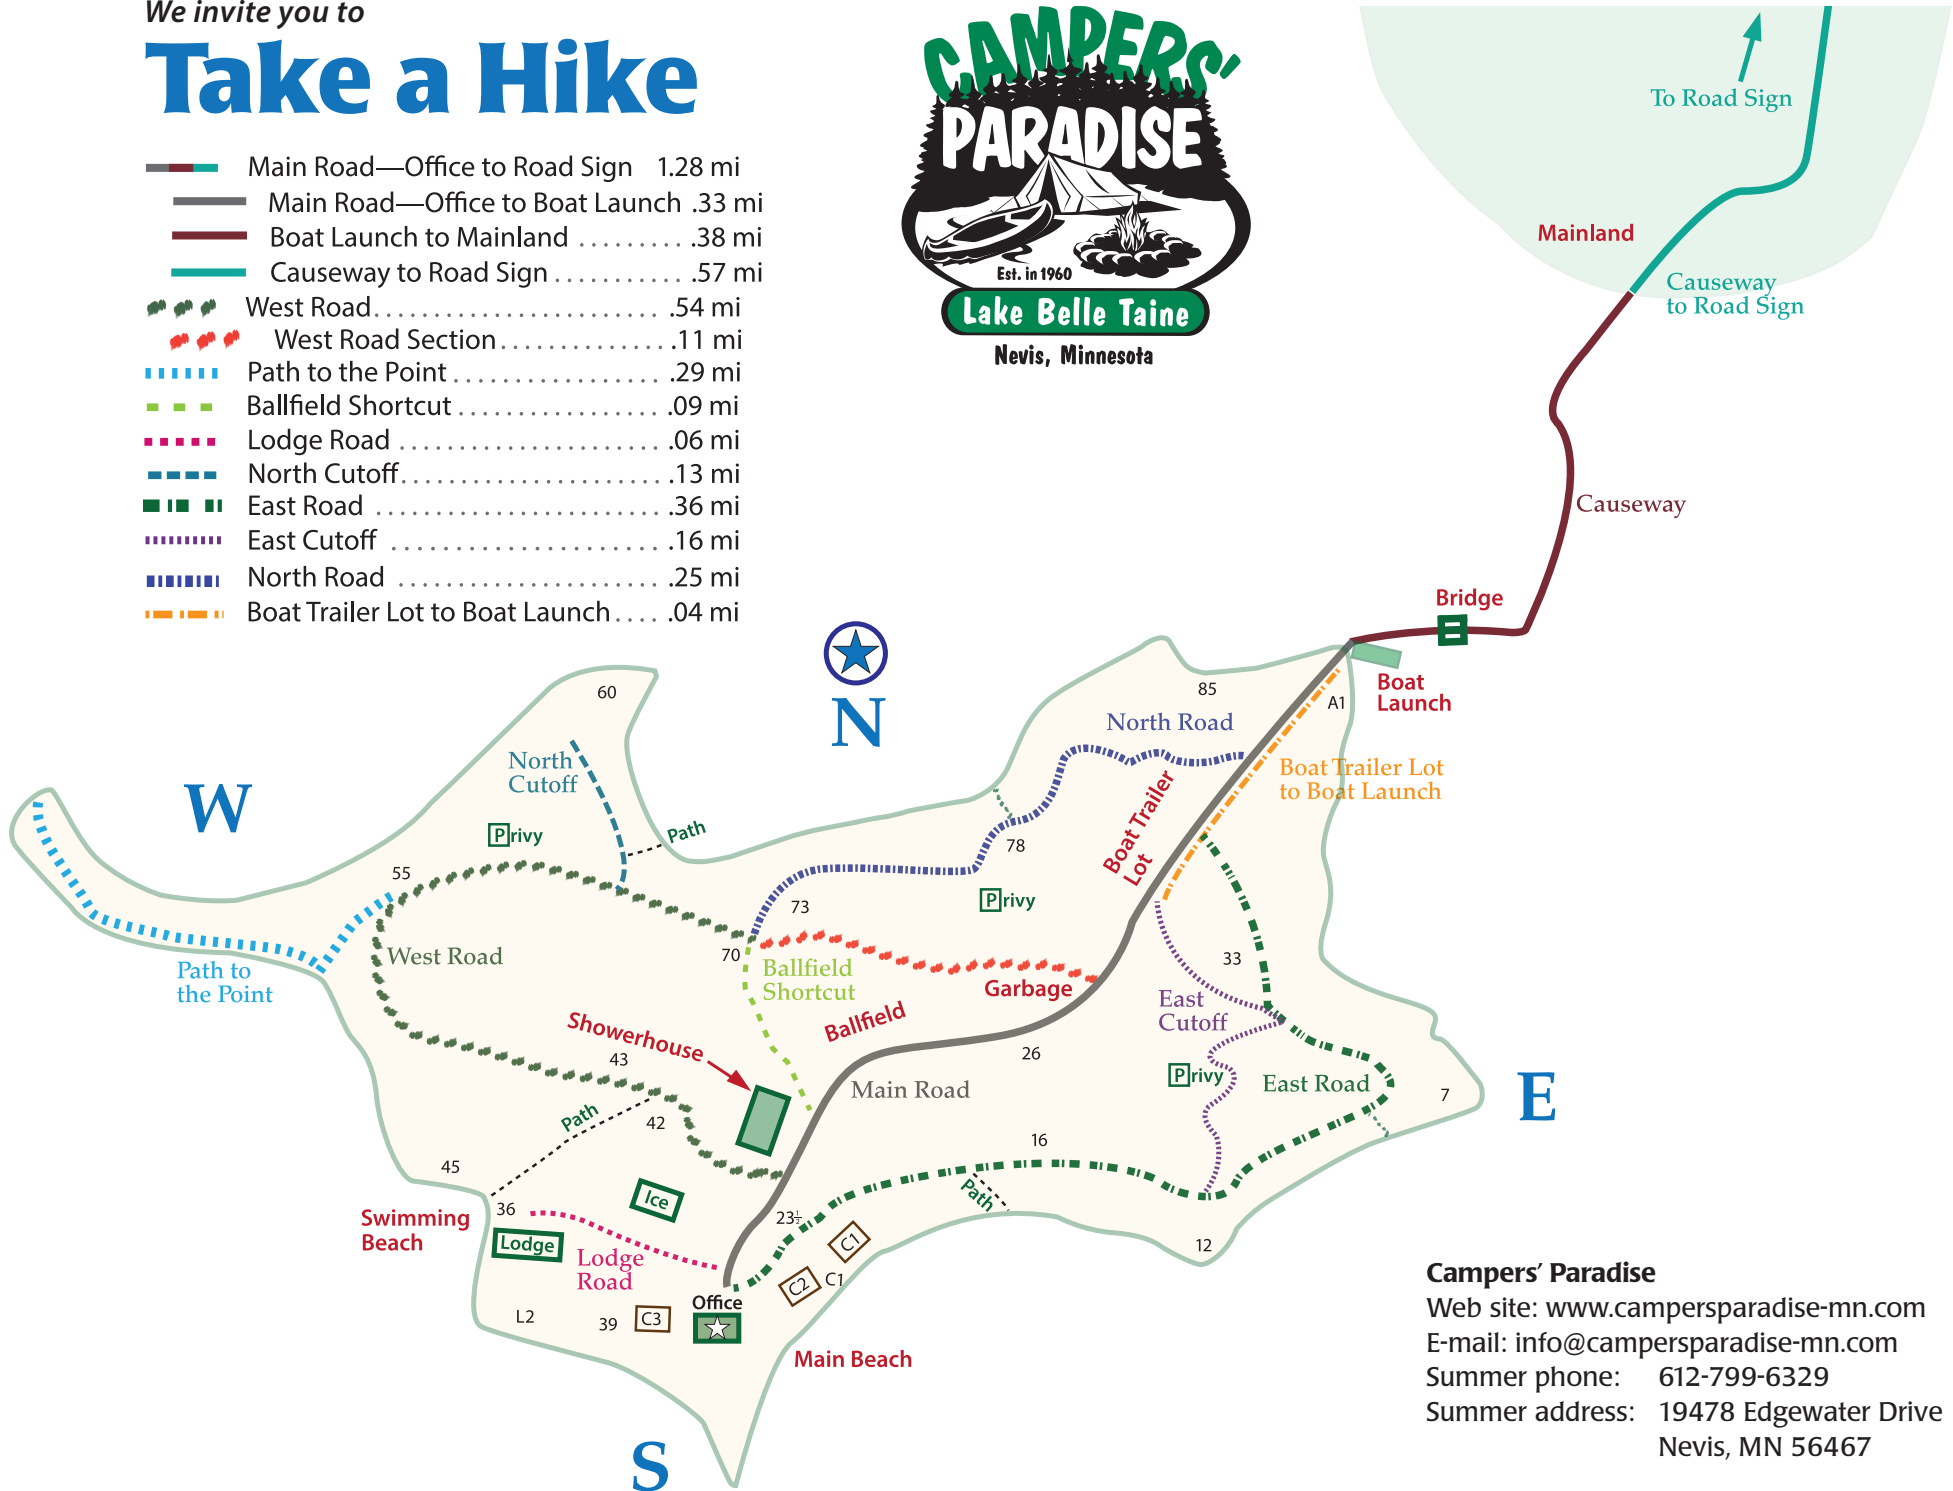 We invite you to
Take a Hike
Main Road—Office to Road Sign 1.28 mi
Main Road—Office to Boat Launch .33 mi
Boat Launch to Mainland .......... .38 mi
Causeway to Road Sign ........... .57 mi
West Road......................... .54 mi
West Road Section............... .11 mi
Path to the Point .................. .29 mi
Ballfield Shortcut .................. .09 mi
Lodge Road ....................... .06 mi
North Cutoff....................... .13 mi
East Road ......................... .36 mi
East Cutoff ........................ .16 mi
North Road ....................... .25 mi
Boat Trailer Lot to Boat Launch .... .04 mi
CAMPERS'
PARADISE
Est. in 1960
Lake Belle Taine
Nevis, Minnesota
To Road Sign
Mainland
Causeway
to Road Sign
Causeway
Bridge
Boat
Launch
A1
85
North Road
Boat Trailer Lot
to Boat Launch
Boat Trailer
Lot
N
60
North
Cutoff
W
Privy
Path
55
78
Privy
73
70
West Road
Path to
the Point
Ballfield
Shortcut
Garbage
Ballfield
33
East
Cutoff
Showerhouse
43
26
Main Road
Privy
East Road
7
E
Path
42
16
45
36
Swimming
Beach
Ice
Path
23½
Lodge
Lodge
Road
C1
C2
C1
12
Office
L2
39
C3
Main Beach
S
Campers' Paradise
Web site: www.campersparadise-mn.com
E-mail: info@campersparadise-mn.com
Summer phone: 612-799-6329
Summer address: 19478 Edgewater Drive
Nevis, MN 56467